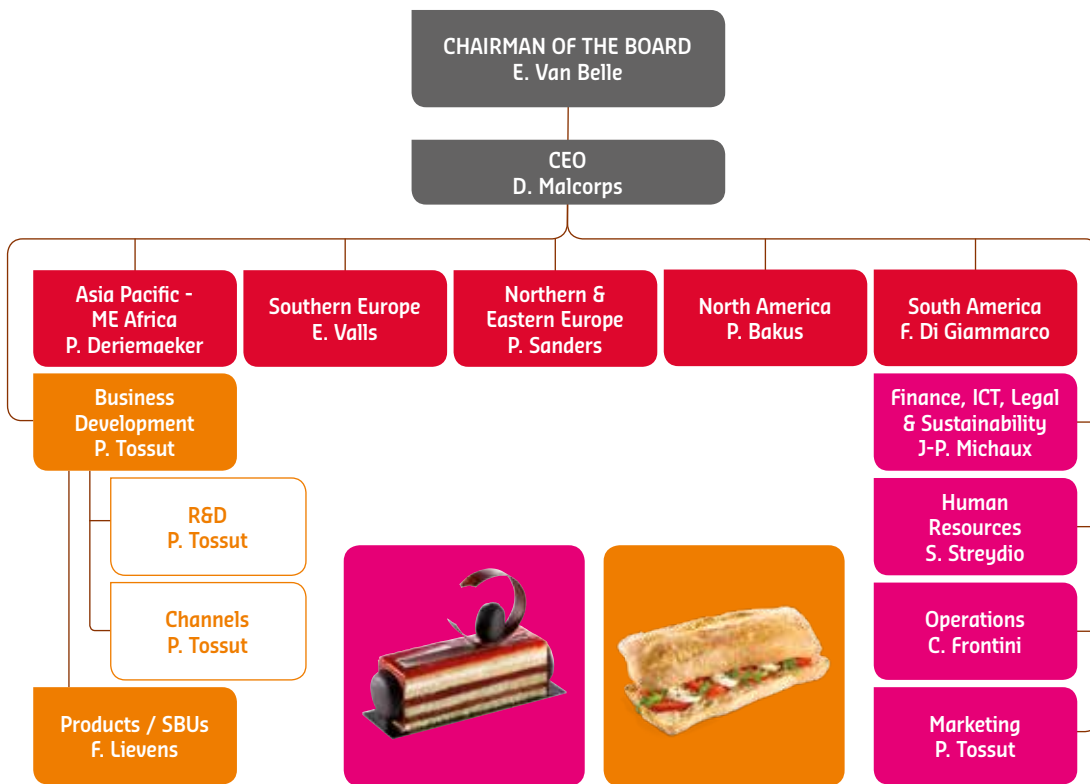 CHAIRMAN OF THE BOARD
E. Van Belle
CEO
D. Malcorps
Asia Pacific -
ME Africa
P. Deriemaeker
Southern Europe
E. Valls
Northern &
Eastern Europe
P. Sanders
North America
P. Bakus
South America
F. Di Giammarco
Business
Development
P. Tossut
Finance, ICT, Legal
& Sustainability
J-P. Michaux
R&D
P. Tossut
Human
Resources
S. Streydio
Channels
P. Tossut
Operations
C. Frontini
Products / SBUs
F. Lievens
Marketing
P. Tossut